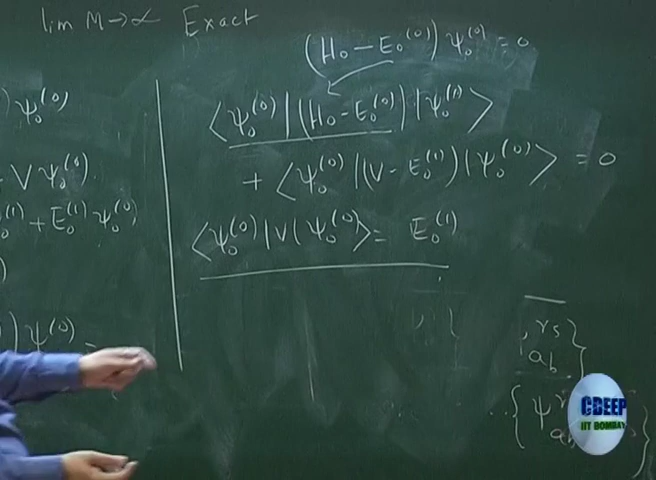 lim M→∝ Exact
(H₀ − E₀⁽⁰⁾) ψ₀⁽⁰⁾ = 0
) ψ₀⁽⁰⁾
⟨ψ₀⁽⁰⁾|(H₀ − E₀⁽⁰⁾)|ψ₀⁽¹⁾⟩
V ψ₀⁽⁰⁾
+ ⟨ψ₀⁽⁰⁾|(V − E₀⁽¹⁾)|ψ₀⁽⁰⁾⟩ = 0
₀⁽¹⁾ + E₀⁽¹⁾ ψ₀⁽⁰⁾
⟨ψ₀⁽⁰⁾|V|ψ₀⁽⁰⁾⟩ = E₀⁽¹⁾
)
) ψ⁽⁰⁾ =
, rs }
ab
{ ψ
CDEEP
IIT BOMBAY